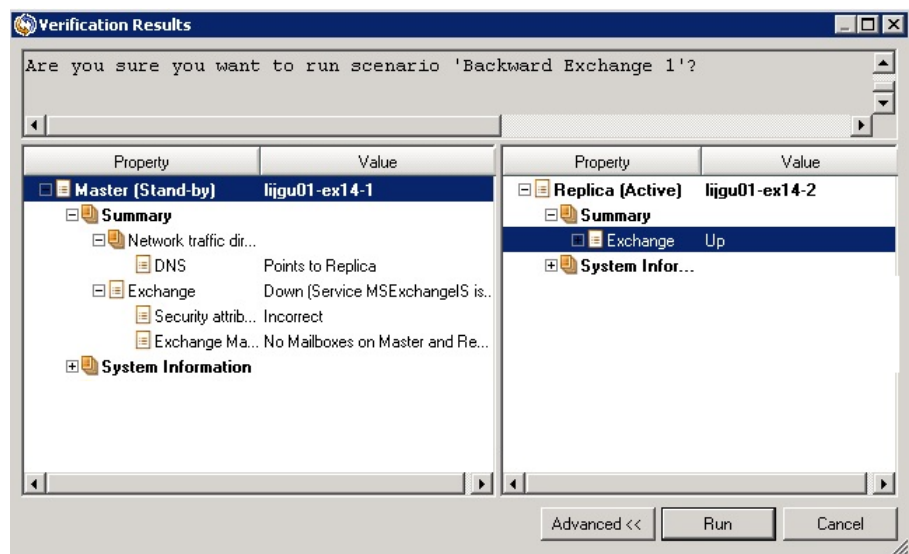 Verification Results
Are you sure you want to run scenario 'Backward Exchange 1'?
Property Value
Master (Stand-by) lijgu01-ex14-1
Summary
Network traffic dir...
DNS Points to Replica
Exchange Down (Service MSExchangeIS is..
Security attrib... Incorrect
Exchange Ma... No Mailboxes on Master and Re...
System Information
Property Value
Replica (Active) lijgu01-ex14-2
Summary
Exchange Up
System Infor...
Advanced << Run Cancel